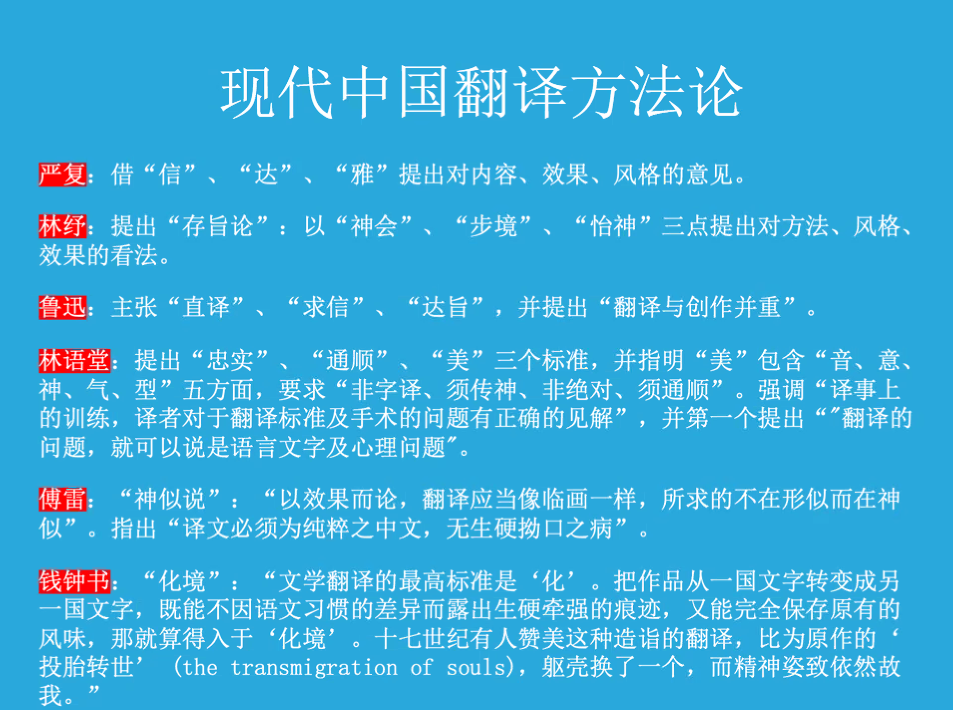 现代中国翻译方法论
严复：借“信”、“达”、“雅”提出对内容、效果、风格的意见。
林纾：提出“存旨论”：以“神会”、“步境”、“怡神”三点提出对方法、风格、
效果的看法。
鲁迅：主张“直译”、“求信”、“达旨”，并提出“翻译与创作并重”。
林语堂：提出“忠实”、“通顺”、“美”三个标准，并指明“美”包含“音、意、
神、气、型”五方面，要求“非字译、须传神、非绝对、须通顺”。强调“译事上
的训练，译者对于翻译标准及手术的问题有正确的见解”，并第一个提出“"翻译的
问题，就可以说是语言文字及心理问题"。
傅雷：“神似说”：“以效果而论，翻译应当像临画一样，所求的不在形似而在神
似”。指出“译文必须为纯粹之中文，无生硬拗口之病”。
钱钟书：“化境”：“文学翻译的最高标准是‘化’。把作品从一国文字转变成另
一国文字，既能不因语文习惯的差异而露出生硬牵强的痕迹，又能完全保存原有的
风味，那就算得入于‘化境’。十七世纪有人赞美这种造诣的翻译，比为原作的‘
投胎转世’ (the transmigration of souls)，躯壳换了一个，而精神姿致依然故
我。”